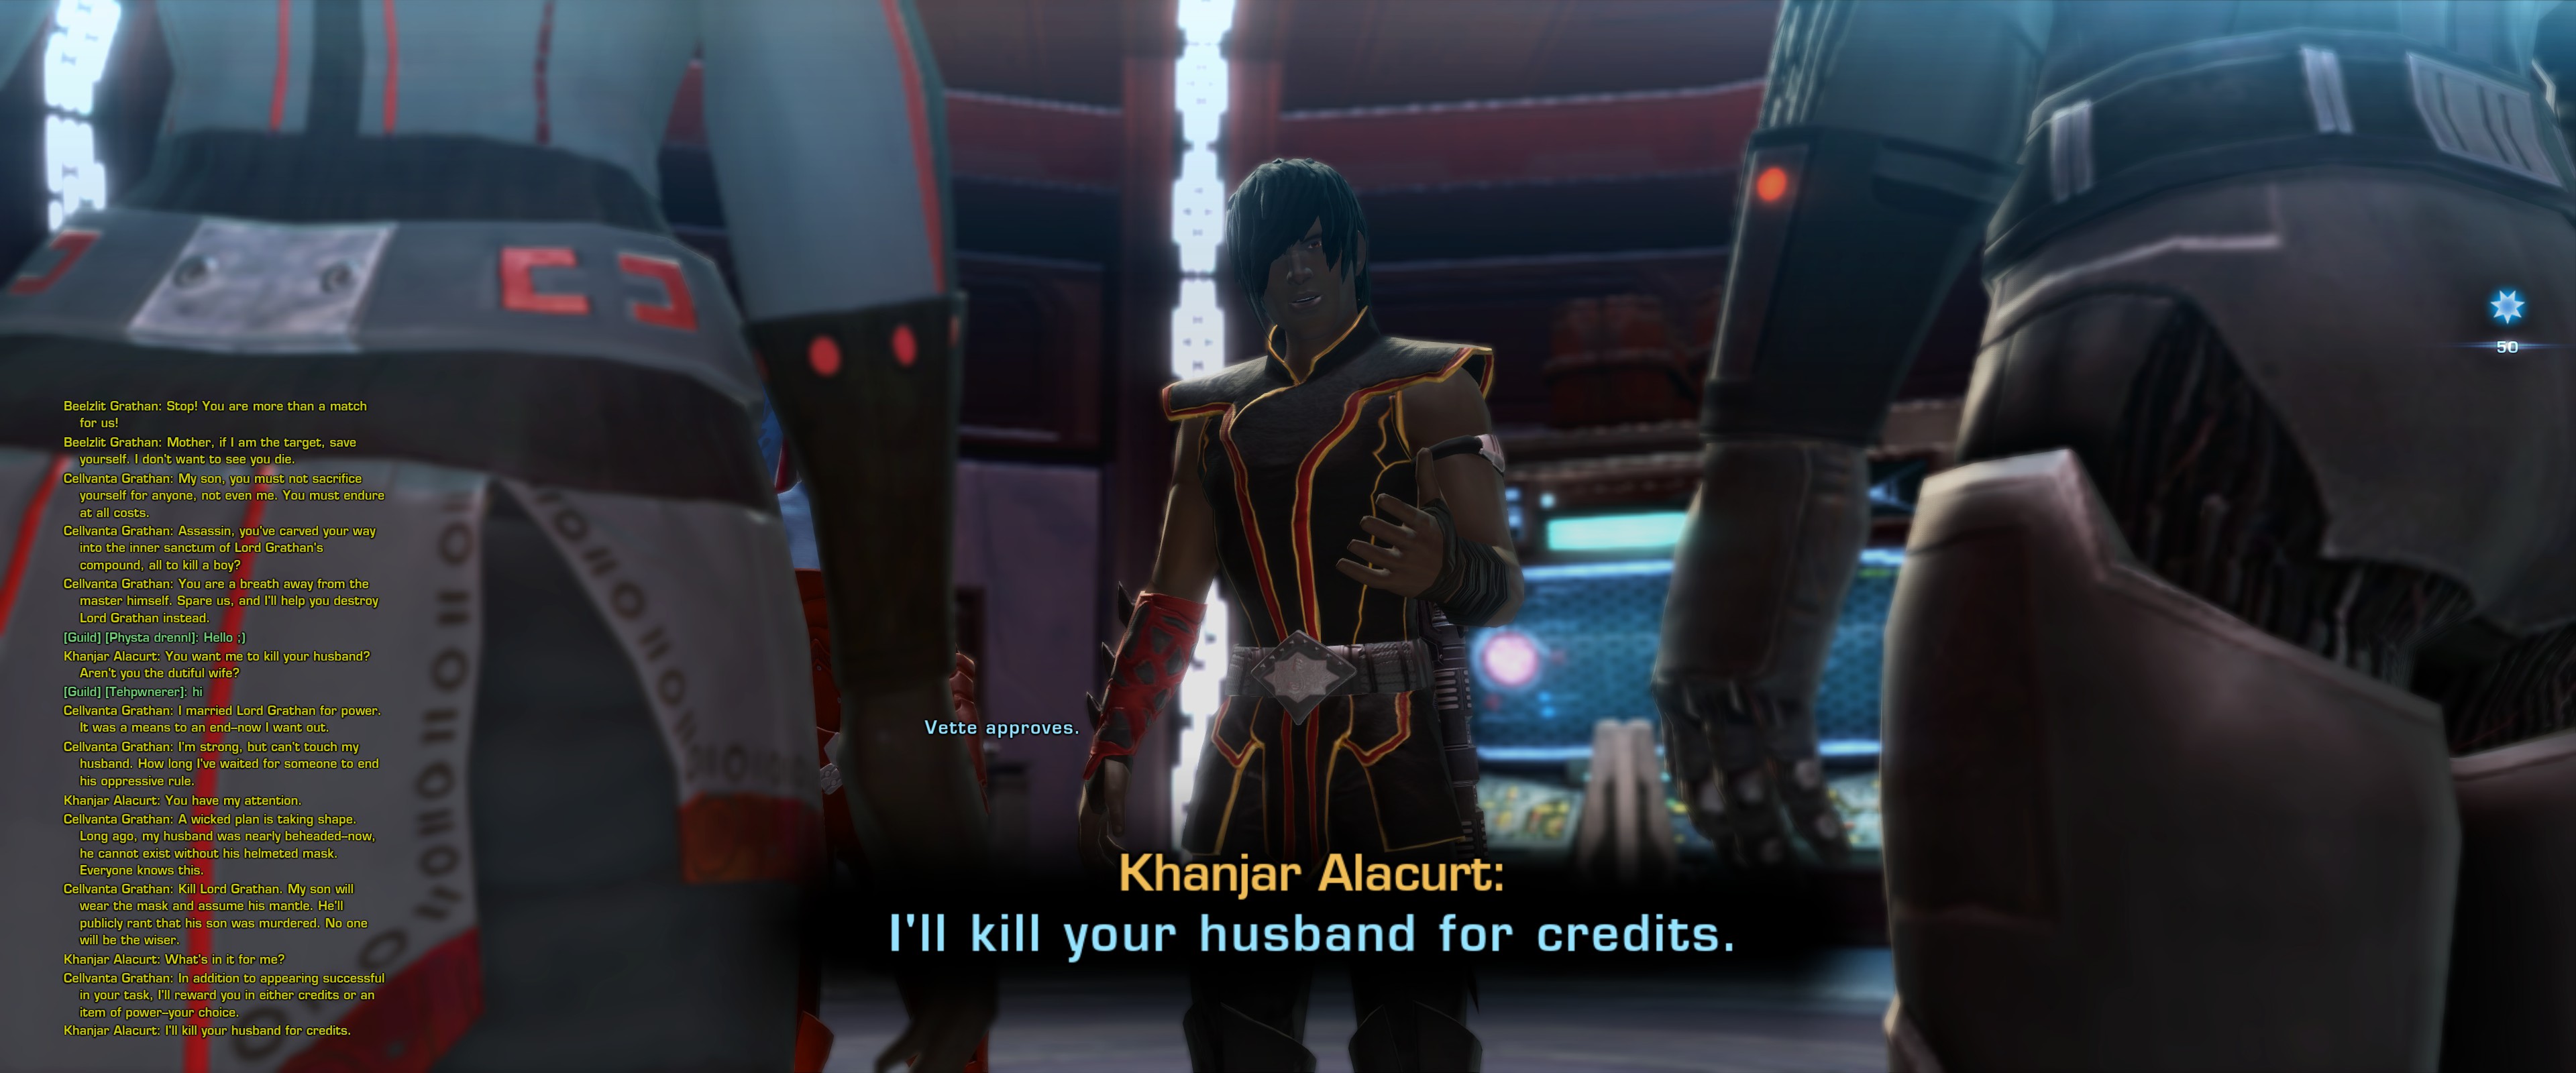 Beelzlit Grathan: Stop! You are more than a match
for us!
Beelzlit Grathan: Mother, if I am the target, save
yourself. I don't want to see you die.
Cellvanta Grathan: My son, you must not sacrifice
yourself for anyone, not even me. You must endure
at all costs.
Cellvanta Grathan: Assassin, you've carved your way
into the inner sanctum of Lord Grathan's
compound, all to kill a boy?
Cellvanta Grathan: You are a breath away from the
master himself. Spare us, and I'll help you destroy
Lord Grathan instead.
[Guild] [Physta drennl]: Hello ;)
Khanjar Alacurt: You want me to kill your husband?
Aren't you the dutiful wife?
[Guild] [Tehpwnerer]: hi
Cellvanta Grathan: I married Lord Grathan for power.
It was a means to an end–now I want out.
Cellvanta Grathan: I'm strong, but can't touch my
husband. How long I've waited for someone to end
his oppressive rule.
Khanjar Alacurt: You have my attention.
Cellvanta Grathan: A wicked plan is taking shape.
Long ago, my husband was nearly beheaded–now,
he cannot exist without his helmeted mask.
Everyone knows this.
Cellvanta Grathan: Kill Lord Grathan. My son will
wear the mask and assume his mantle. He'll
publicly rant that his son was murdered. No one
will be the wiser.
Khanjar Alacurt: What's in it for me?
Cellvanta Grathan: In addition to appearing successful
in your task, I'll reward you in either credits or an
item of power–your choice.
Khanjar Alacurt: I'll kill your husband for credits.
Vette approves.
Khanjar Alacurt:
I'll kill your husband for credits.
50